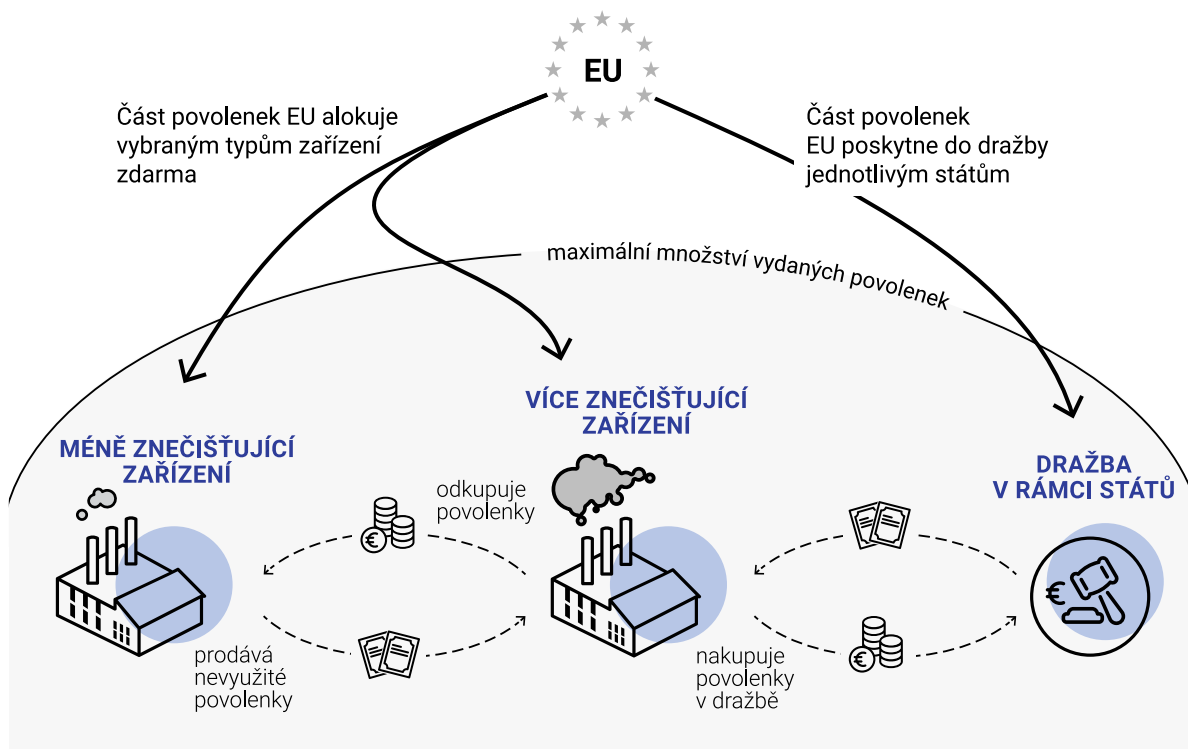 EU
Část povolenek EU alokuje
vybraným typům zařízení
zdarma
Část povolenek
EU poskytne do dražby
jednotlivým státům
maximální množství vydaných povolenek
MÉNĚ ZNEČIŠŤUJÍCÍ
ZAŘÍZENÍ
VÍCE ZNEČIŠŤUJÍCÍ
ZAŘÍZENÍ
DRAŽBA
V RÁMCI STÁTŮ
odkupuje
povolenky
€
€
prodává
nevyužité
povolenky
nakupuje
povolenky
v dražbě
€